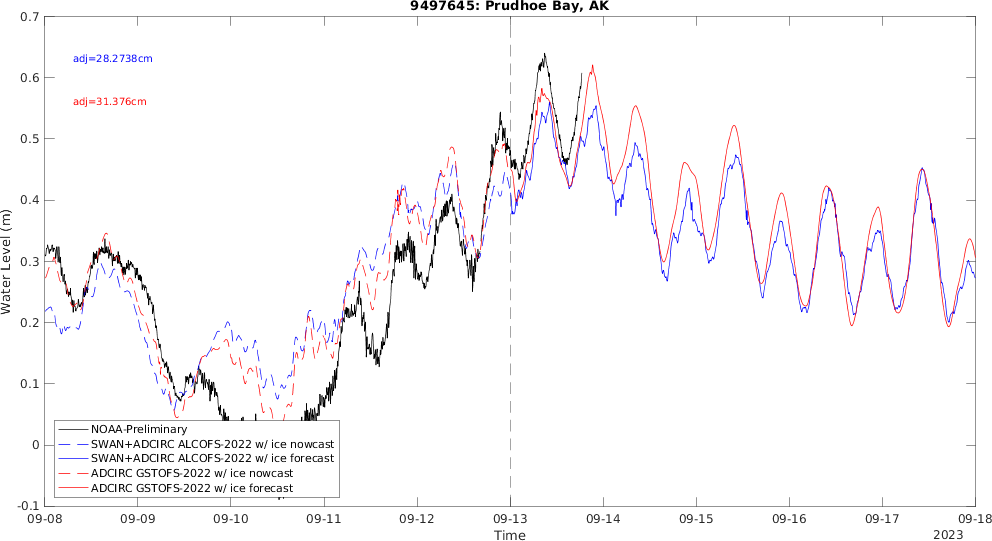 9497645: Prudhoe Bay, AK
0.7
adj=28.2738cm
0.6
adj=31.376cm
0.5
0.4
0.3
0.2
0.1
0
-0.1
Water Level (m)
NOAA-Preliminary
SWAN+ADCIRC ALCOFS-2022 w/ ice nowcast
SWAN+ADCIRC ALCOFS-2022 w/ ice forecast
ADCIRC GSTOFS-2022 w/ ice nowcast
ADCIRC GSTOFS-2022 w/ ice forecast
09-08 09-09 09-10 09-11 09-12 09-13 09-14 09-15 09-16 09-17 09-18
Time
2023